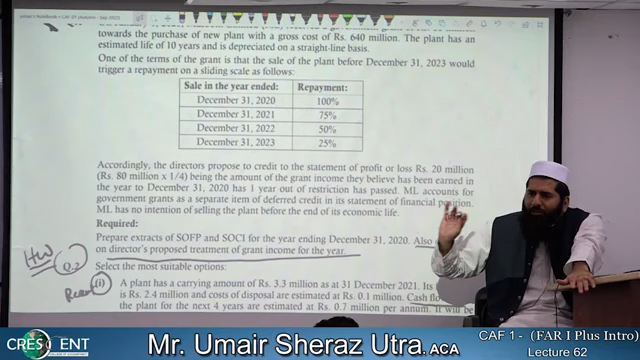 umair's Notebook » CAF 01 pictures - Sep 2021
towards the purchase of new plant with a gross cost of Rs. 640 million. The plant has an
estimated life of 10 years and is depreciated on a straight-line basis.
One of the terms of the grant is that the sale of the plant before December 31, 2023 would
trigger a repayment on a sliding scale as follows:
Sale in the year ended: Repayment:
December 31, 2020 100%
December 31, 2021 75%
December 31, 2022 50%
December 31, 2023 25%
Accordingly, the directors propose to credit to the statement of profit or loss Rs. 20 million
(Rs. 80 million x 1/4) being the amount of the grant income they believe has been earned in
the year to December 31, 2020 has 1 year out of restriction has passed. ML accounts for
government grants as a separate item of deferred credit in its statement of financial position.
ML has no intention of selling the plant before the end of its economic life.
Required:
Prepare extracts of SOFP and SOCI for the year ending December 31, 2020. Also
on director's proposed treatment of grant income for the year.
HW
Q.2
Select the most suitable options:
(i) A plant has a carrying amount of Rs. 3.3 million as at 31 December 2021. Its
is Rs. 2.4 million and costs of disposal are estimated at Rs. 0.1 million. Cash flo
the plant for the next 4 years are estimated at Rs. 0.7 million per annum. It will be
CRESCENT
Mr. Umair Sheraz Utra. ACA
CAF 1 - (FAR I Plus Intro)
Lecture 62